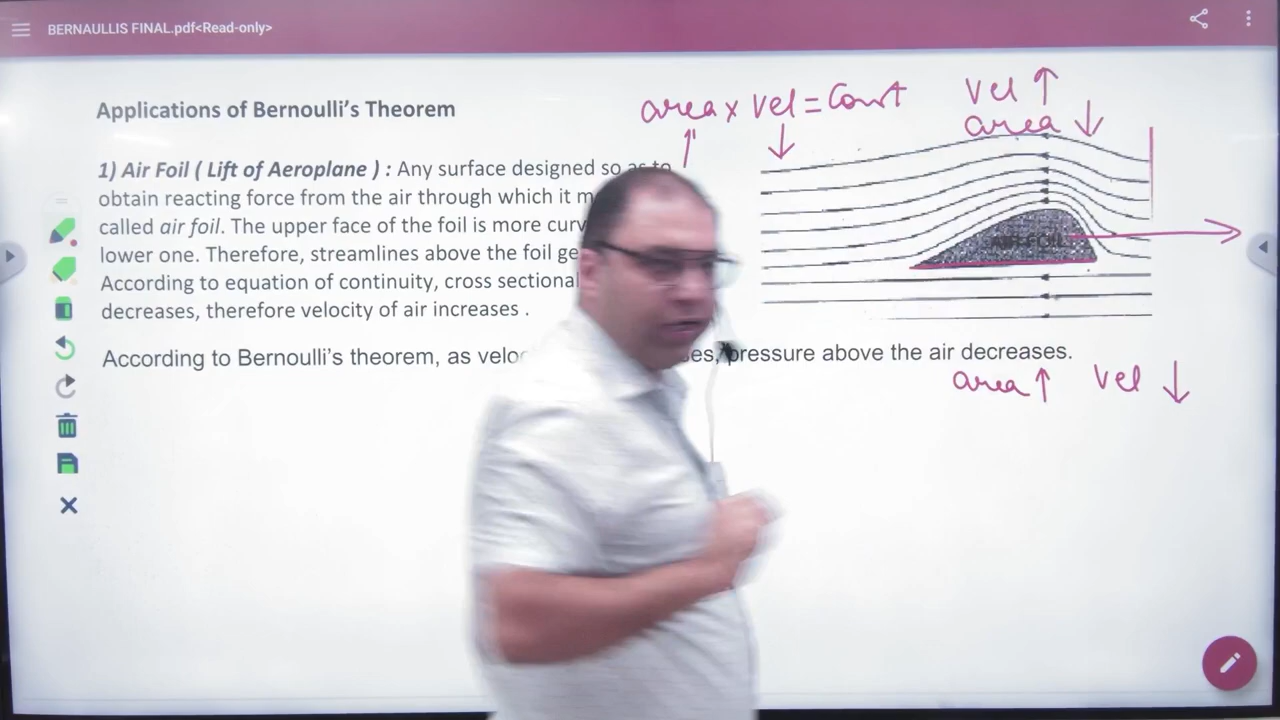 BERNAULLIS FINAL.pdf<Read-only>
Applications of Bernoulli's Theorem
area x vel = Const
↑ ↓
Vel ↑
area ↓
1) Air Foil ( Lift of Aeroplane ) : Any surface designed so as to
obtain reacting force from the air through which it m
called air foil. The upper face of the foil is more curv
lower one. Therefore, streamlines above the foil ge
According to equation of continuity, cross sectional
decreases, therefore velocity of air increases .
AIR FOIL
According to Bernoulli's theorem, as velo es, pressure above the air decreases.
area ↑ Vel ↓